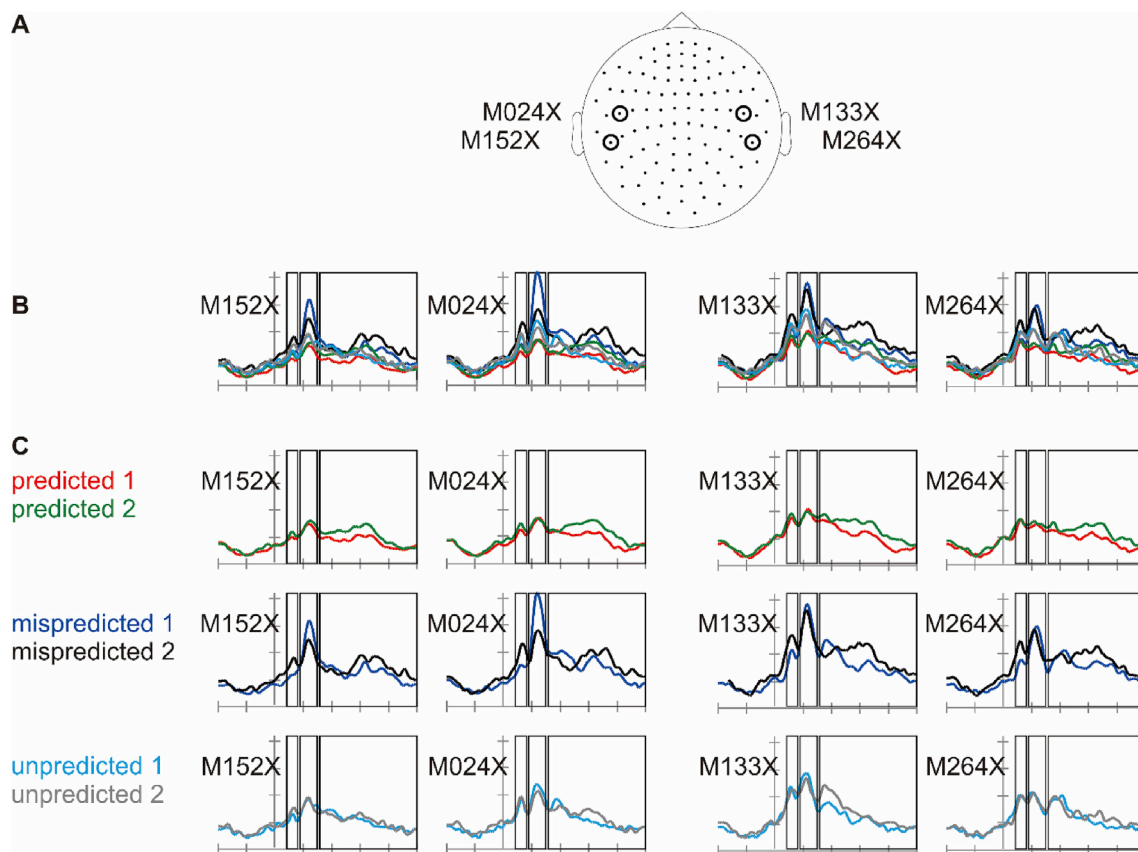 A
M024X M133X
M152X M264X
B
M152X M024X M133X M264X
C
predicted 1
predicted 2
M152X M024X M133X M264X
mispredicted 1
mispredicted 2
M152X M024X M133X M264X
unpredicted 1
unpredicted 2
M152X M024X M133X M264X